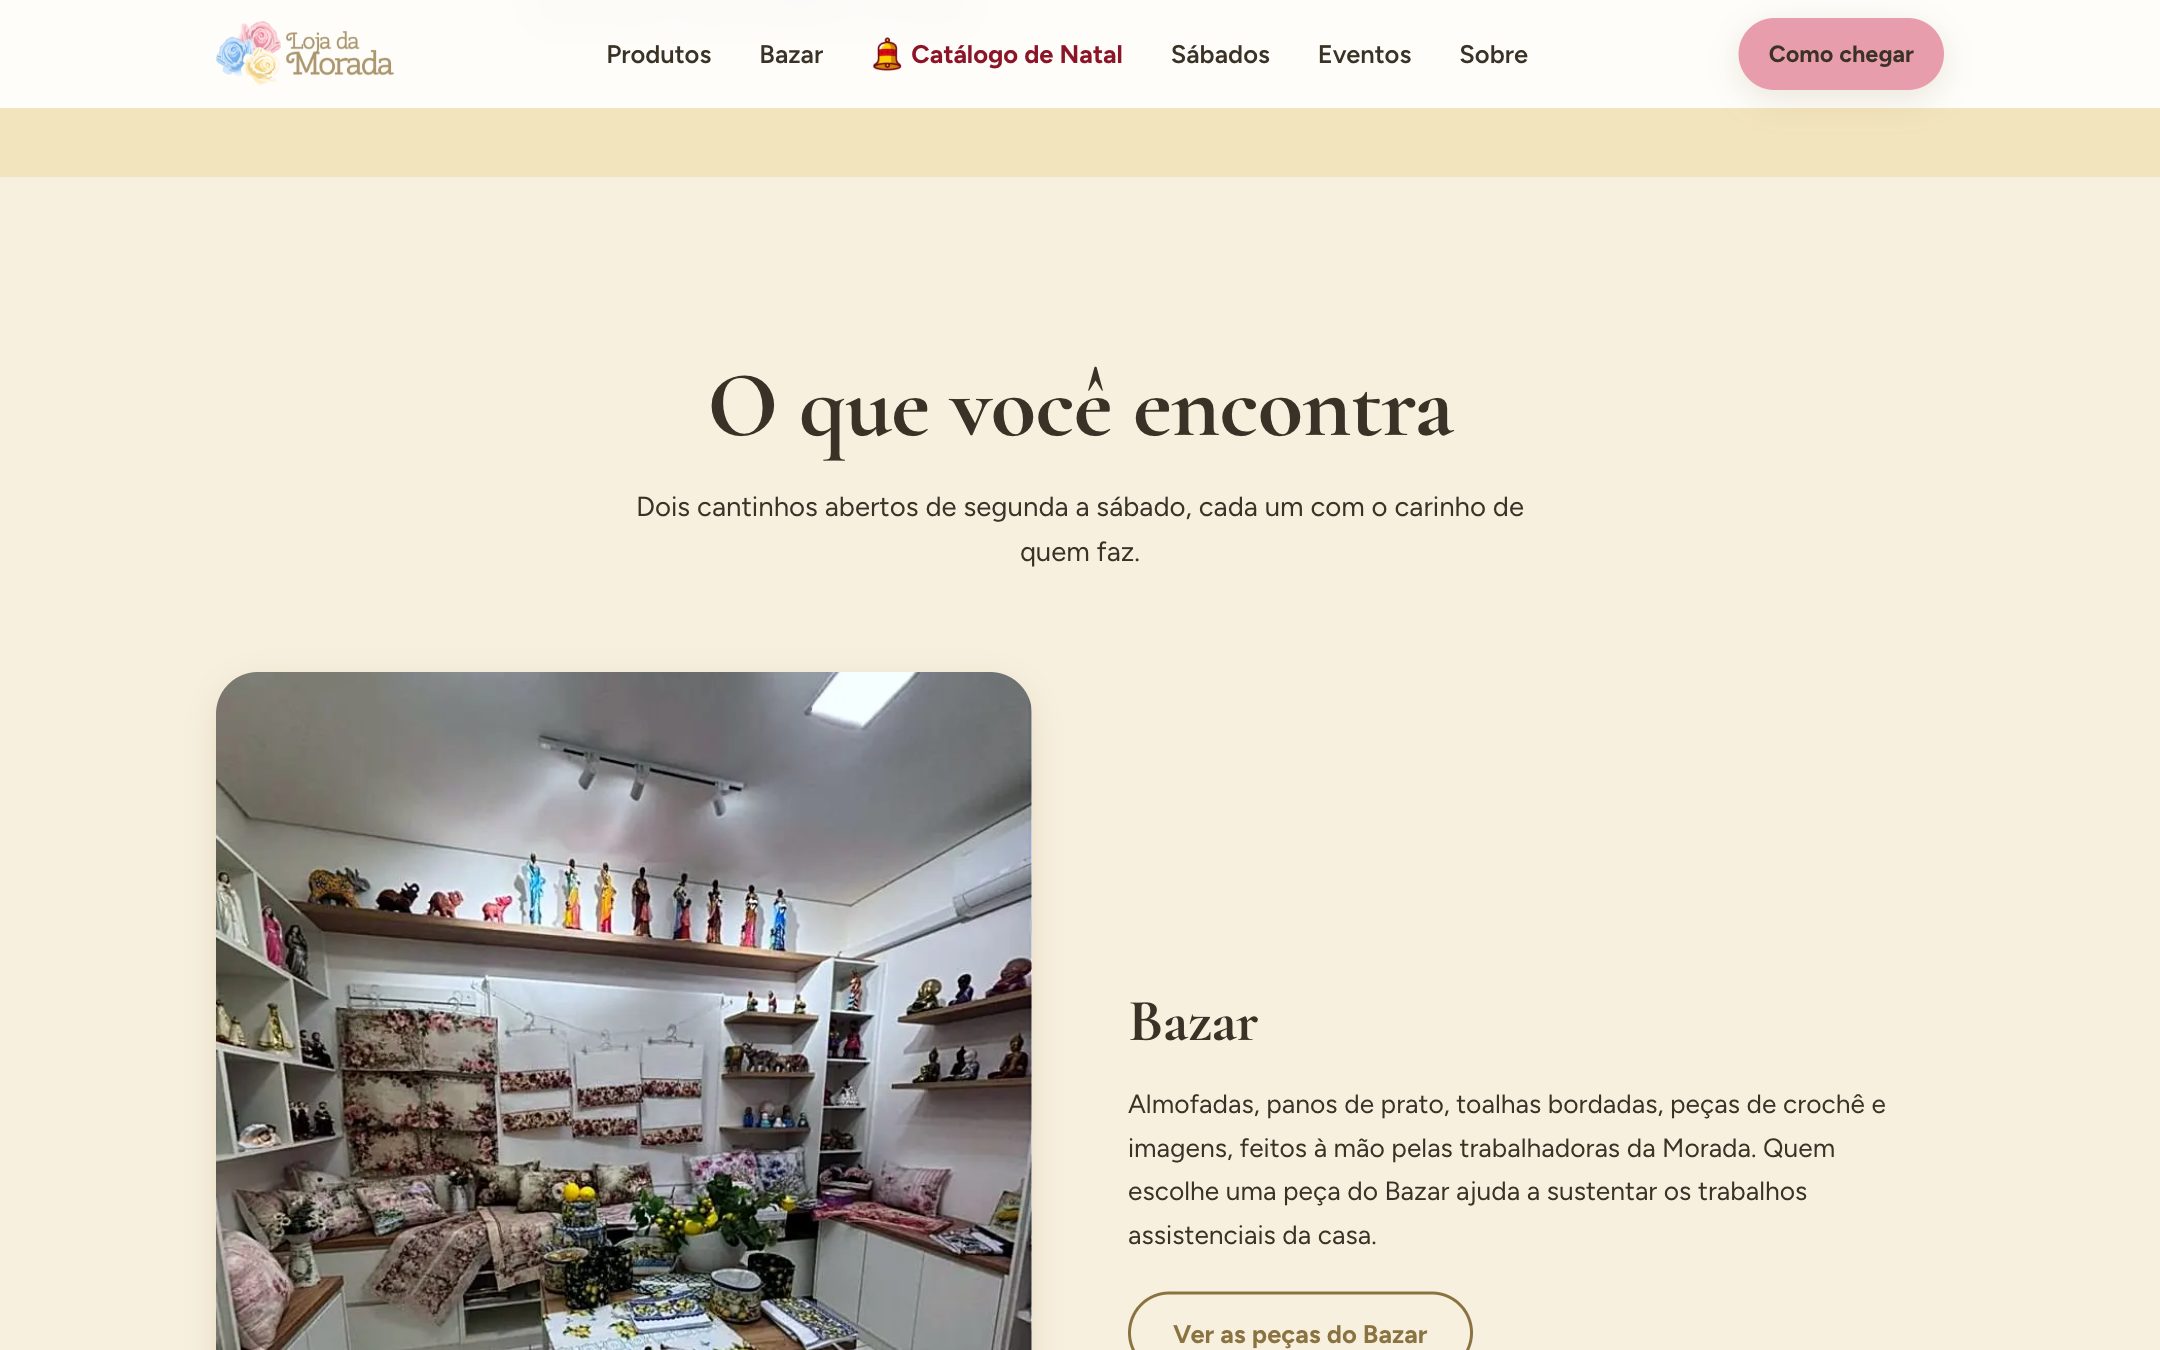 Loja da
Morada
Produtos
Bazar
Catálogo de Natal
Sábados
Eventos
Sobre
Como chegar
O que você encontra
Dois cantinhos abertos de segunda a sábado, cada um com o carinho de
quem faz.
Bazar
Almofadas, panos de prato, toalhas bordadas, peças de crochê e
imagens, feitos à mão pelas trabalhadoras da Morada. Quem
escolhe uma peça do Bazar ajuda a sustentar os trabalhos
assistenciais da casa.
Ver as peças do Bazar